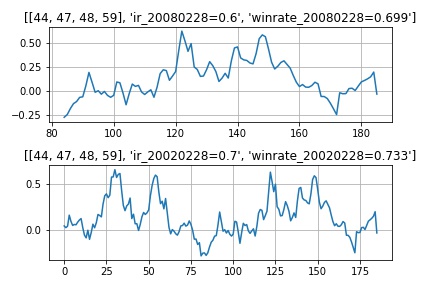 [[44, 47, 48, 59], 'ir_20080228=0.6', 'winrate_20080228=0.699']
0.50
0.25
0.00
−0.25
80 100 120 140 160 180
[[44, 47, 48, 59], 'ir_20020228=0.7', 'winrate_20020228=0.733']
0.5
0.0
0 25 50 75 100 125 150 175